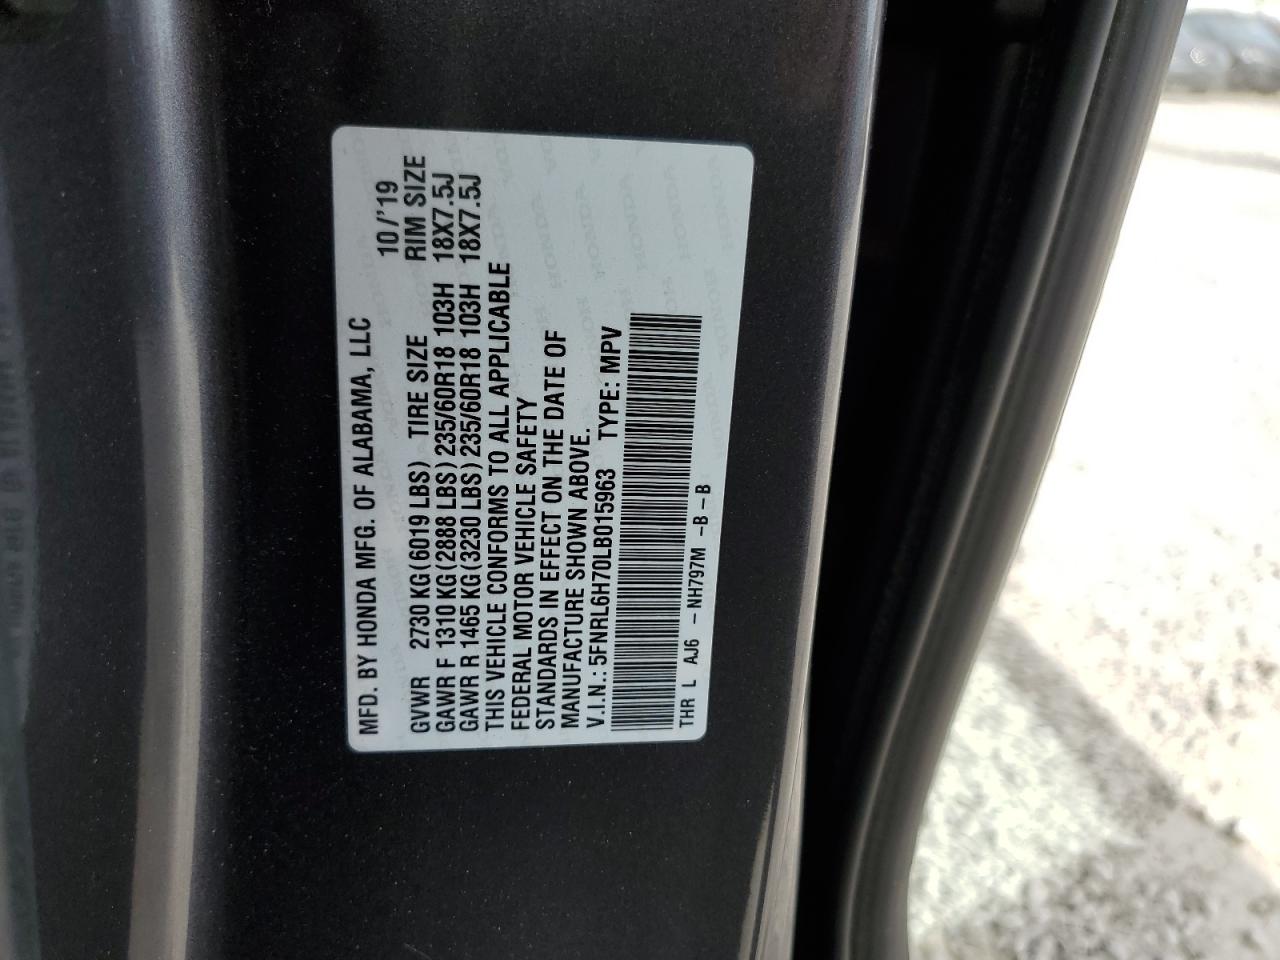 MFD. BY HONDA MFG. OF ALABAMA, LLC 10/'19
GVWR 2730 KG(6019 LBS) TIRE SIZE RIM SIZE
GAWR F 1310 KG(2888 LBS)235/60R18 103H 18X7.5J
GAWR R 1465 KG(3230 LBS)235/60R18 103H 18X7.5J
THIS VEHICLE CONFORMS TO ALL APPLICABLE
FEDERAL MOTOR VEHICLE SAFETY
STANDARDS IN EFFECT ON THE DATE OF
MANUFACTURE SHOWN ABOVE.
V.I.N.: 5FNRL6H70LB015963 TYPE: MPV
THR L AJ6 - NH797M -B-B